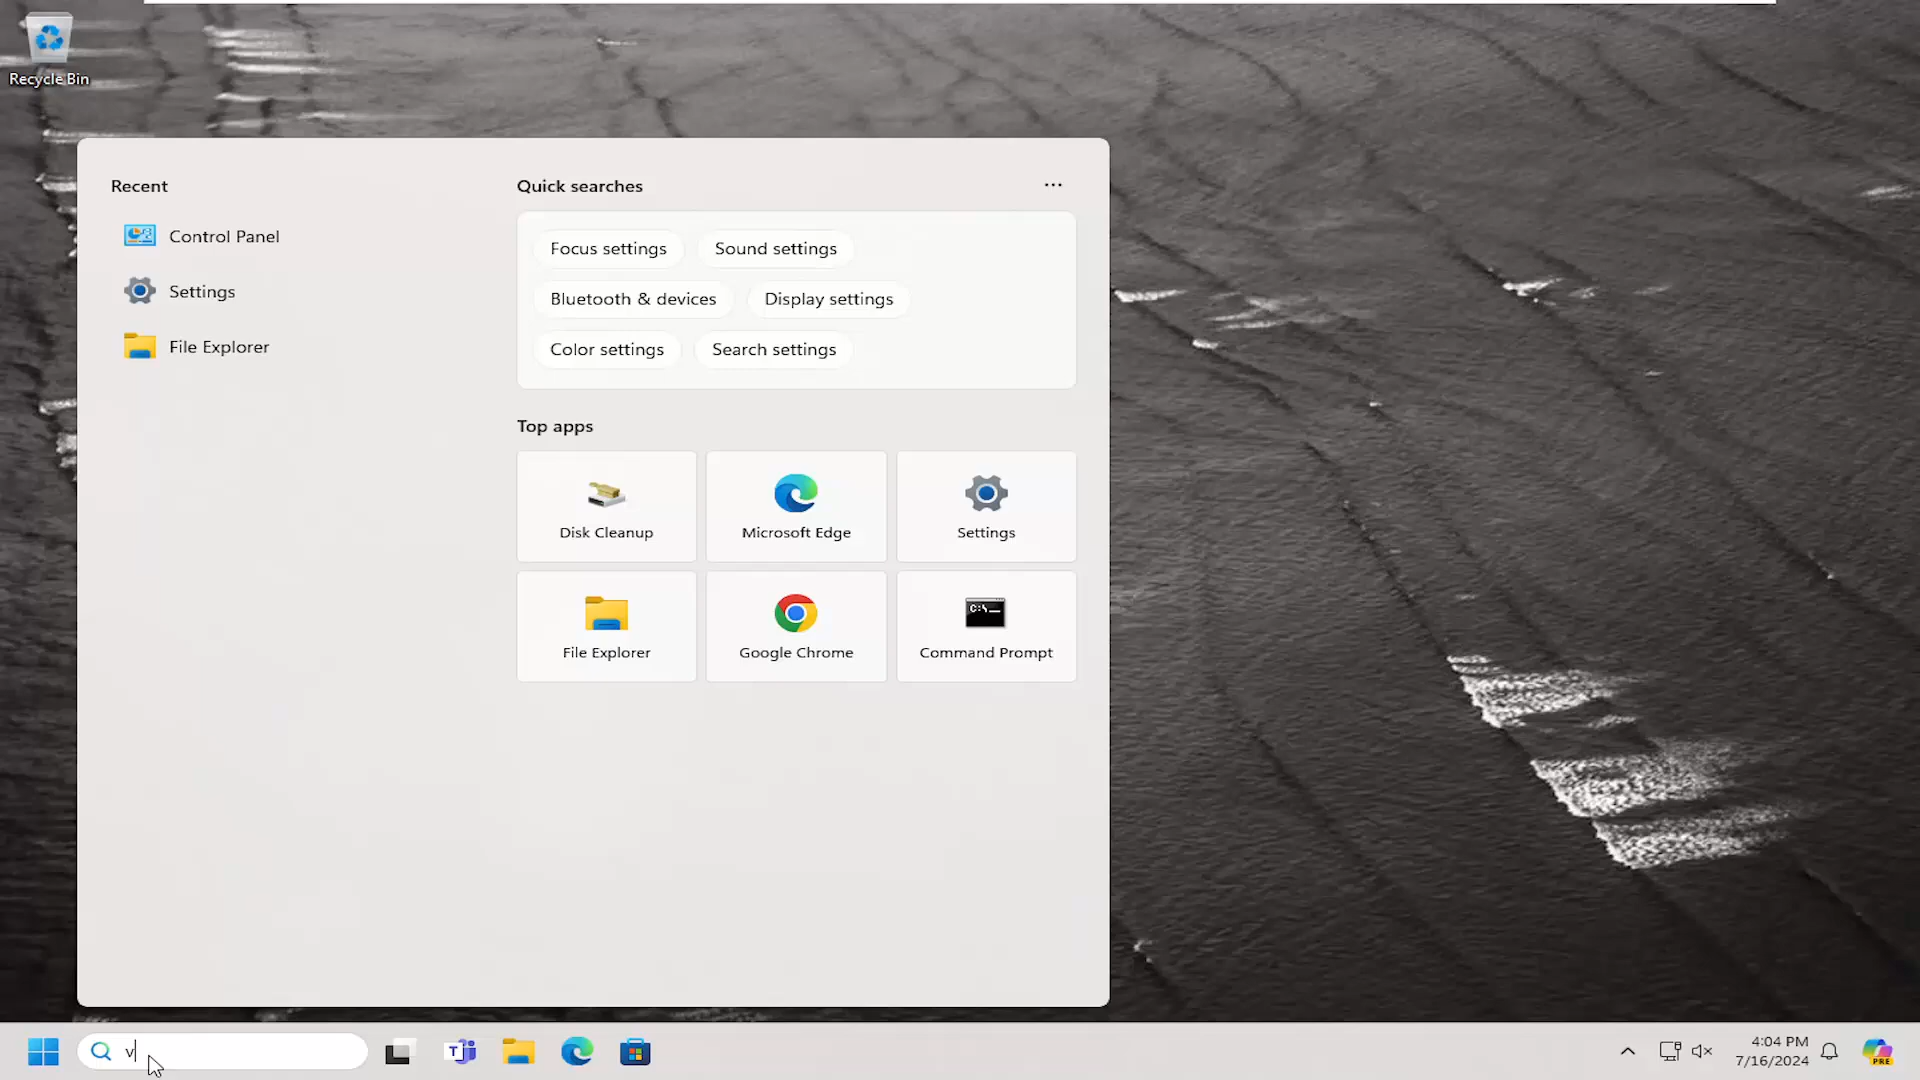 Recycle Bin
Recent
Control Panel
Settings
File Explorer
Quick searches
Focus settings
Sound settings
Bluetooth & devices
Display settings
Color settings
Search settings
Top apps
Disk Cleanup
Microsoft Edge
Settings
File Explorer
C:\_
Google Chrome
Command Prompt
v
T
4:04 PM
7/16/2024
PRE